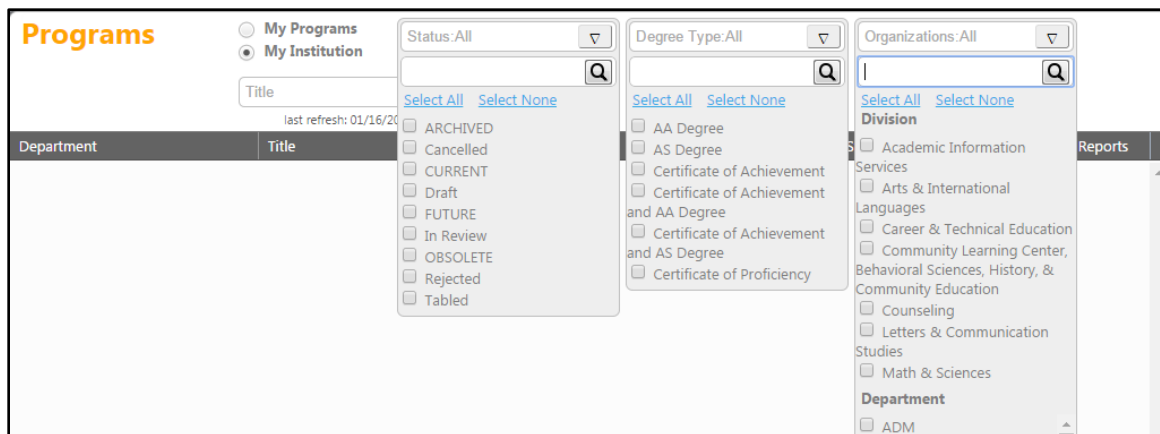 Programs
My Programs
My Institution
Title
last refresh: 01/16/20
Status:All
Select All Select None
ARCHIVED
Cancelled
CURRENT
Draft
FUTURE
In Review
OBSOLETE
Rejected
Tabled
Degree Type:All
Select All Select None
AA Degree
AS Degree
Certificate of Achievement
Certificate of Achievement
and AA Degree
Certificate of Achievement
and AS Degree
Certificate of Proficiency
Organizations:All
Select All Select None
Division
Academic Information
Services
Arts & International
Languages
Career & Technical Education
Community Learning Center,
Behavioral Sciences, History, &
Community Education
Counseling
Letters & Communication
Studies
Math & Sciences
Department
ADM
Department Title Reports